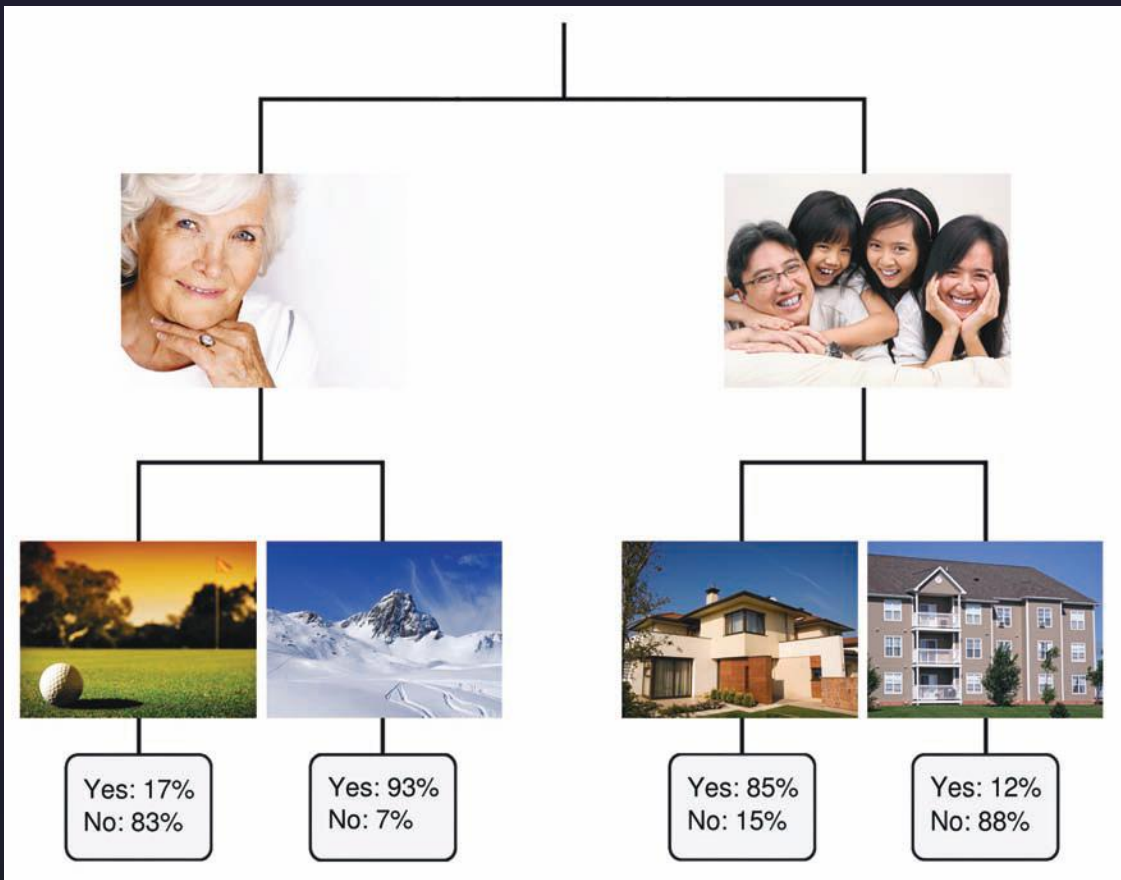 Yes: 17%
No: 83%
Yes: 93%
No: 7%
Yes: 85%
No: 15%
Yes: 12%
No: 88%